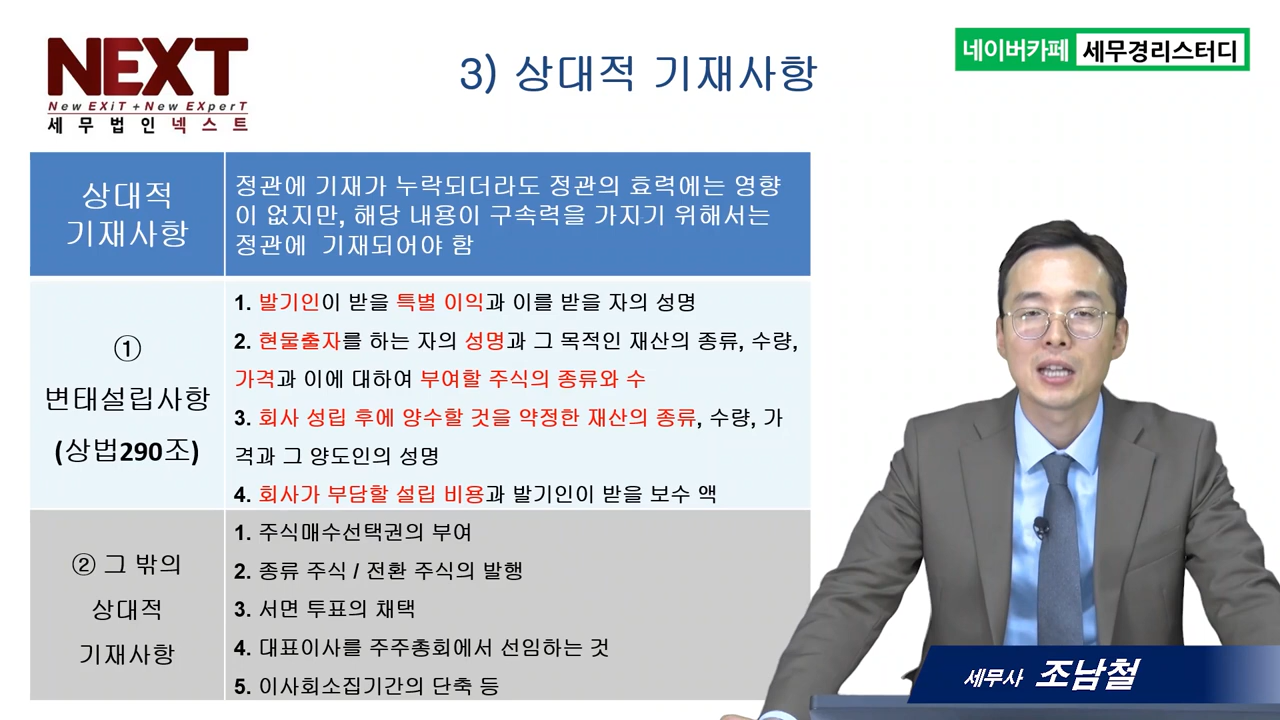 NEXT
New EXiT + New EXperT
세무법인넥스트
3) 상대적 기재사항
네이버카페 세무경리스터디
상대적
기재사항
정관에 기재가 누락되더라도 정관의 효력에는 영향
이 없지만, 해당 내용이 구속력을 가지기 위해서는
정관에 기재되어야 함
①
변태설립사항
(상법290조)
1. 발기인이 받을 특별 이익과 이를 받을 자의 성명
2. 현물출자를 하는 자의 성명과 그 목적인 재산의 종류, 수량,
가격과 이에 대하여 부여할 주식의 종류와 수
3. 회사 성립 후에 양수할 것을 약정한 재산의 종류, 수량, 가
격과 그 양도인의 성명
4. 회사가 부담할 설립 비용과 발기인이 받을 보수 액
② 그 밖의
상대적
기재사항
1. 주식매수선택권의 부여
2. 종류 주식 / 전환 주식의 발행
3. 서면 투표의 채택
4. 대표이사를 주주총회에서 선임하는 것
5. 이사회소집기간의 단축 등
세무사 조남철